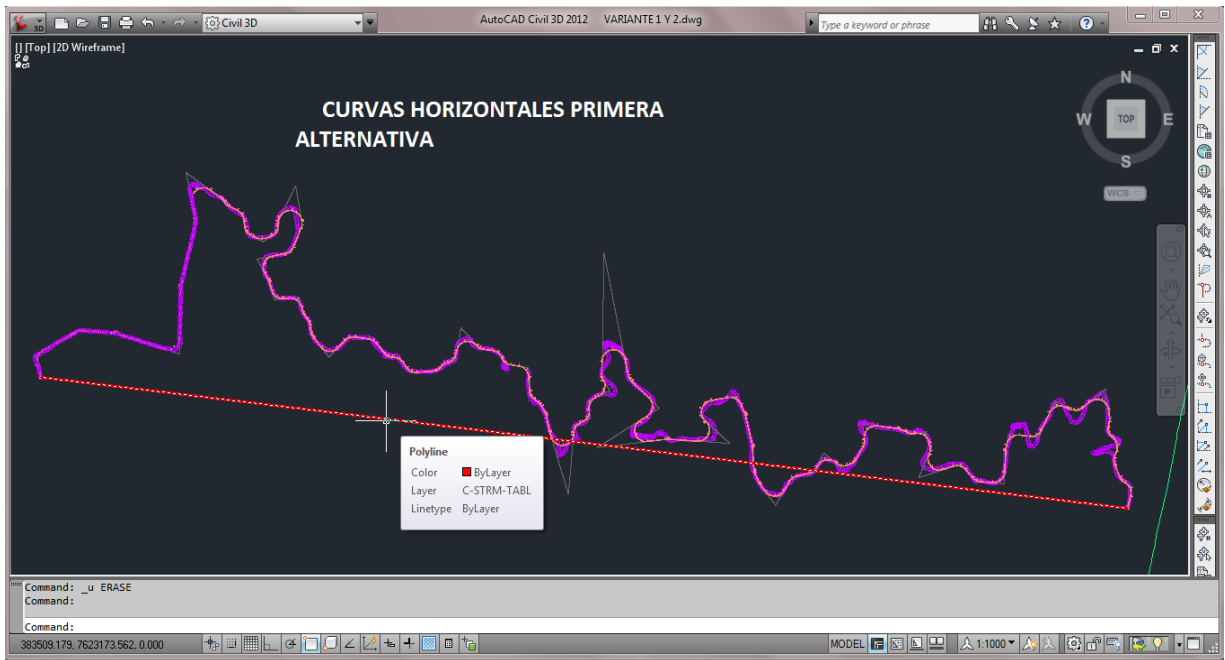 3D
Civil 3D
AutoCAD Civil 3D 2012 VARIANTE 1 Y 2.dwg
Type a keyword or phrase
[] [Top] [2D Wireframe]
CURVAS HORIZONTALES PRIMERA
ALTERNATIVA
N
W TOP E
S
WCS
Polyline
Color ByLayer
Layer C-STRM-TABL
Linetype ByLayer
Command: _u ERASE
Command:
Command:
383509.179, 7623173.562, 0.000 MODEL 1:1000